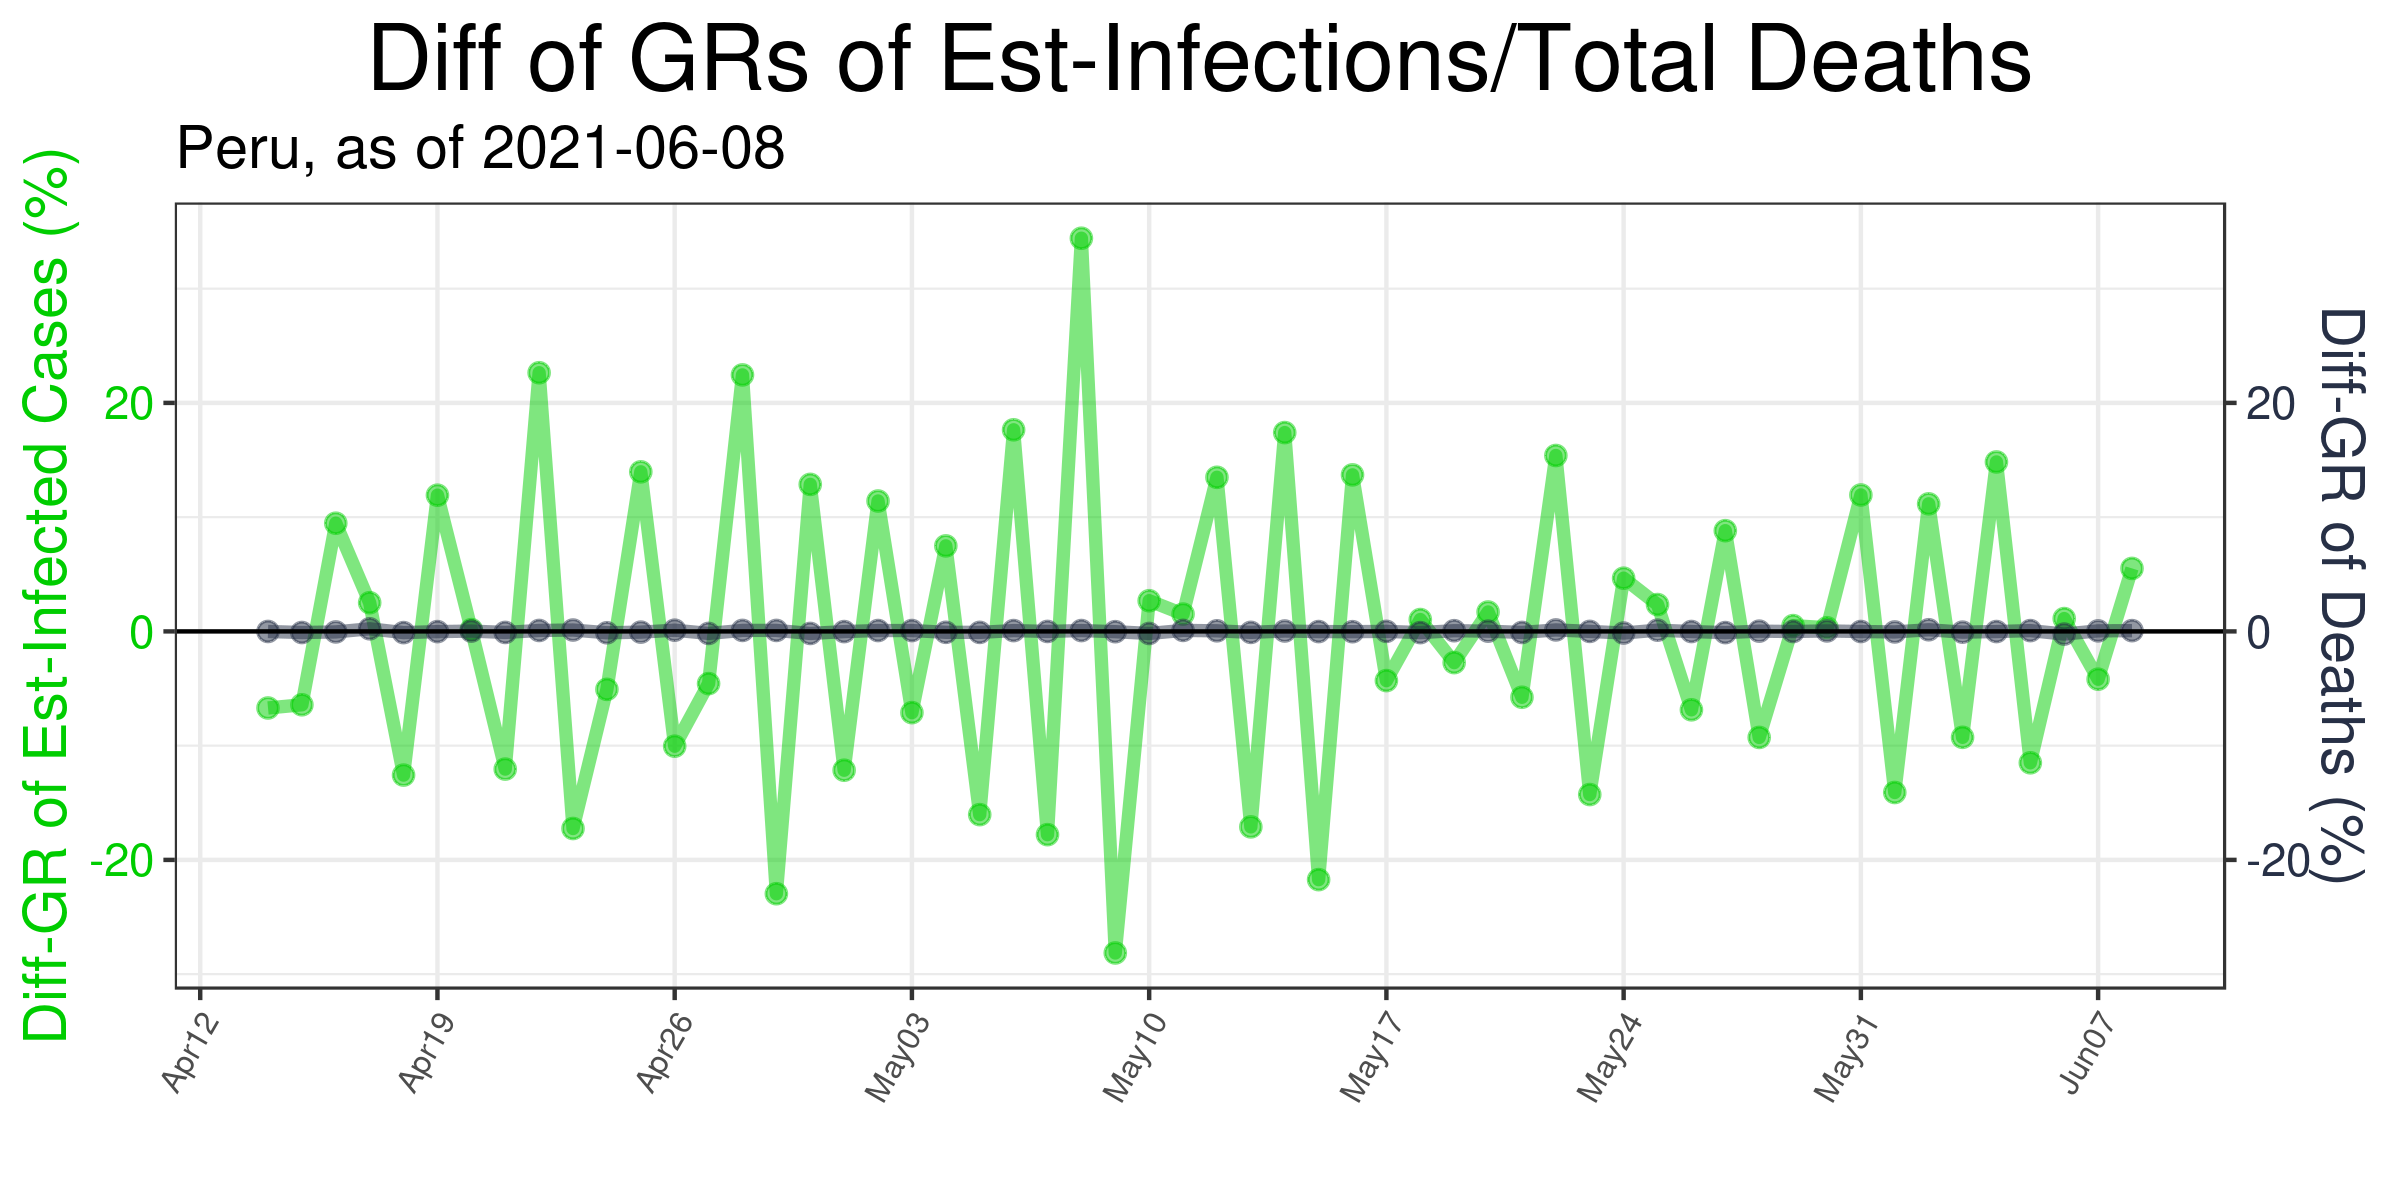 Diff of GRs of Est-Infections/Total Deaths
Peru, as of 2021-06-08
Diff-GR of Est-Infected Cases (%)
20
0
-20
20
0
-20
Diff-GR of Deaths (%)
Apr12
Apr19
Apr26
May03
May10
May17
May24
May31
Jun07